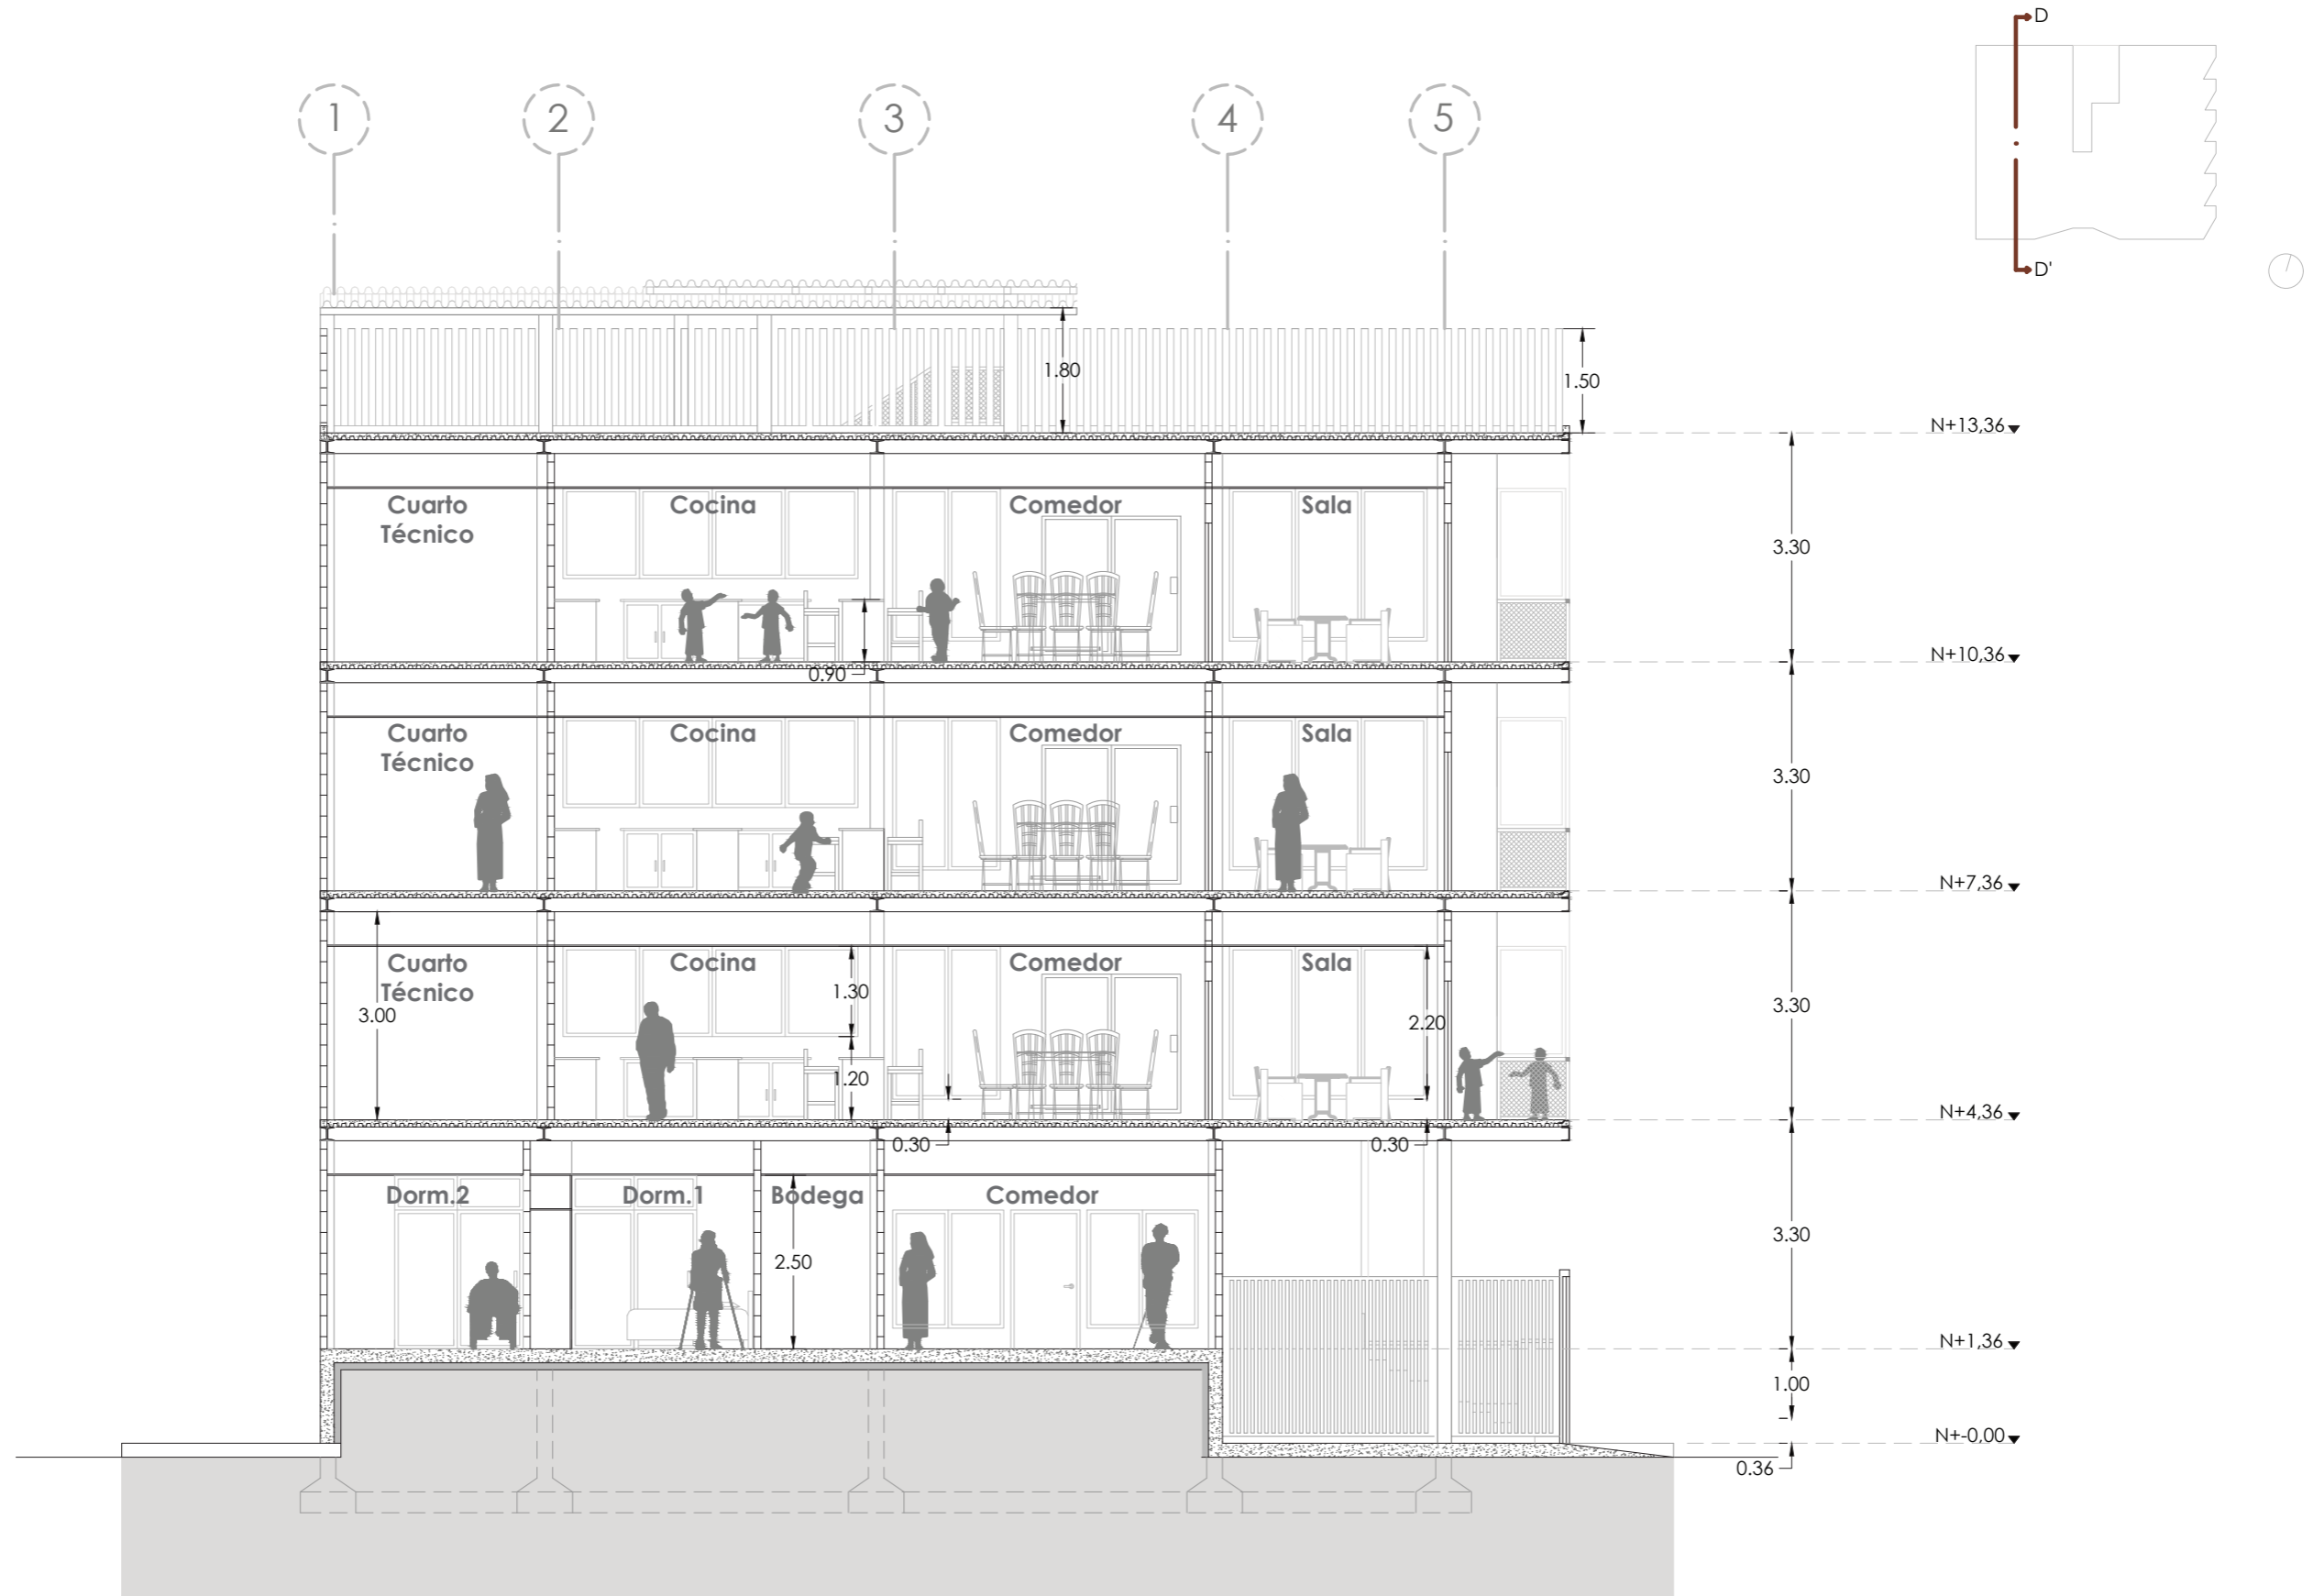 D
D'
1
2
3
4
5
1.80
1.50
N+13,36
Cuarto
Técnico
Cocina
Comedor
Sala
3.30
0.90
N+10,36
Cuarto
Técnico
Cocina
Comedor
Sala
3.30
N+7,36
Cuarto
Técnico
Cocina
Comedor
Sala
3.00
1.30
1.20
2.20
3.30
0.30
0.30
N+4,36
Dorm.2
Dorm.1
Bodega
Comedor
2.50
3.30
N+1,36
1.00
N+-0,00
0.36